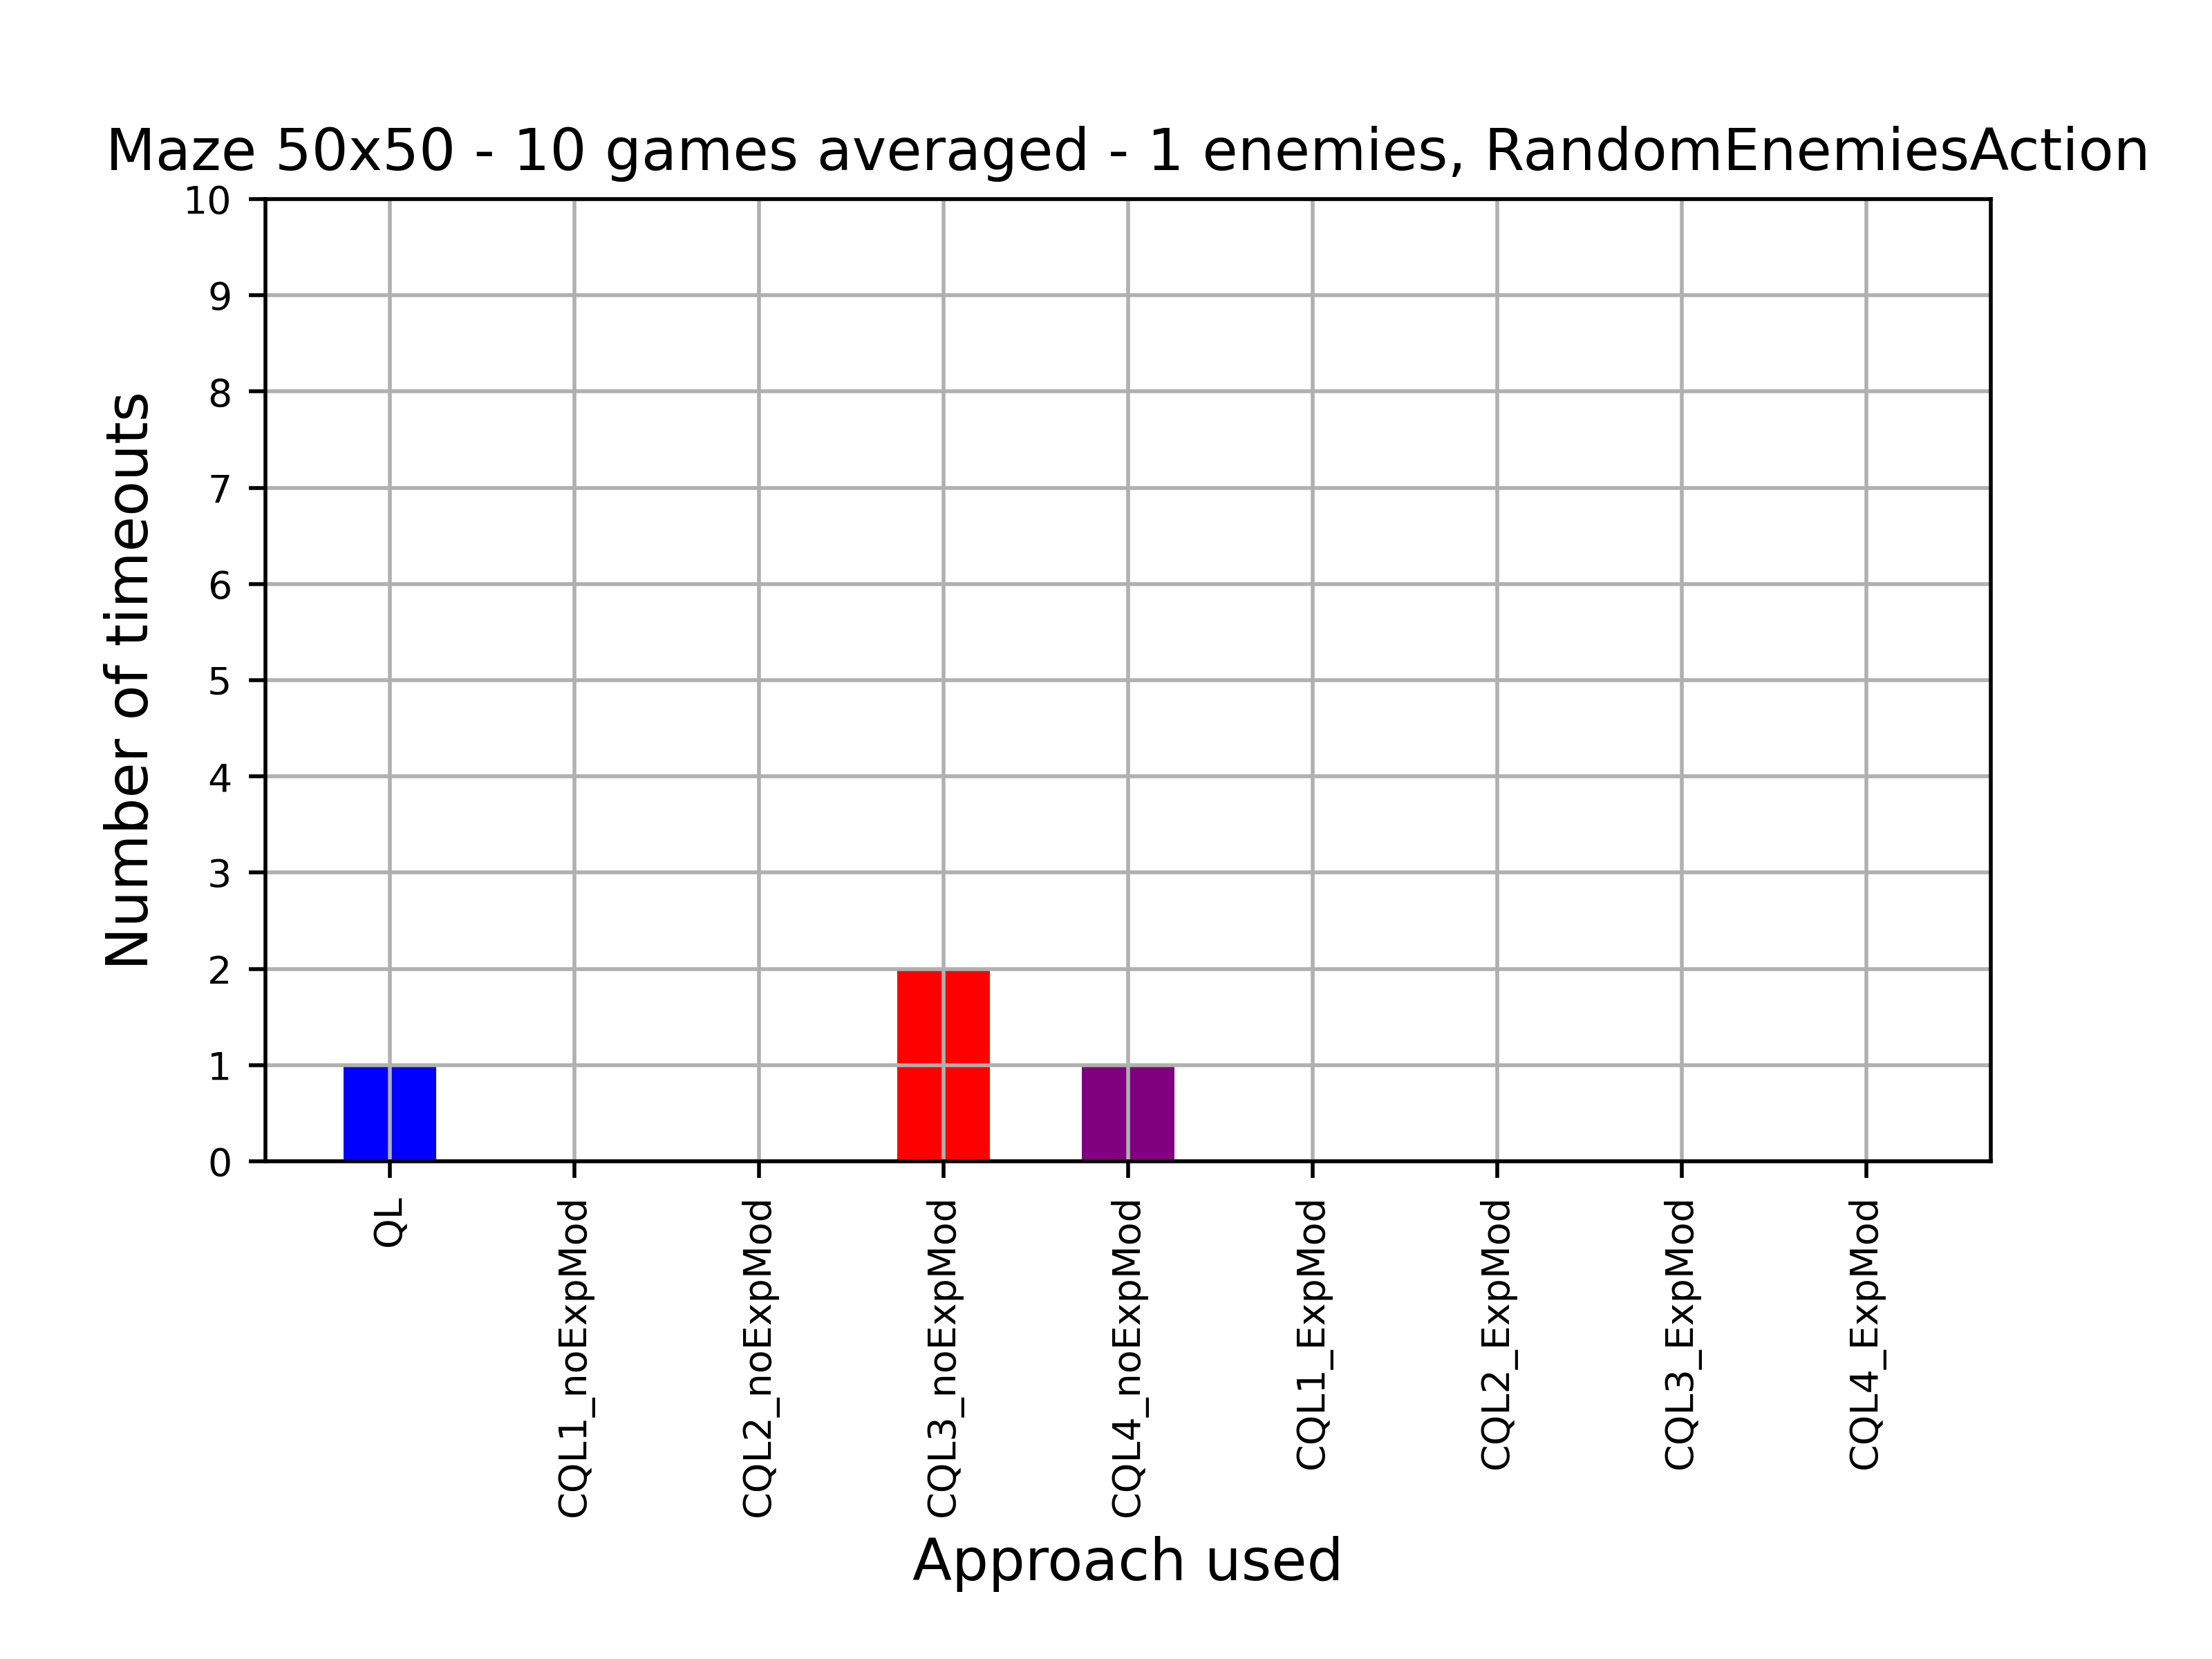 Maze 50x50 - 10 games averaged - 1 enemies, RandomEnemiesAction
Number of timeouts
10
9
8
7
6
5
4
3
2
1
0
QL
CQL1_noExpMod
CQL2_noExpMod
CQL3_noExpMod
CQL4_noExpMod
CQL1_ExpMod
CQL2_ExpMod
CQL3_ExpMod
CQL4_ExpMod
Approach used